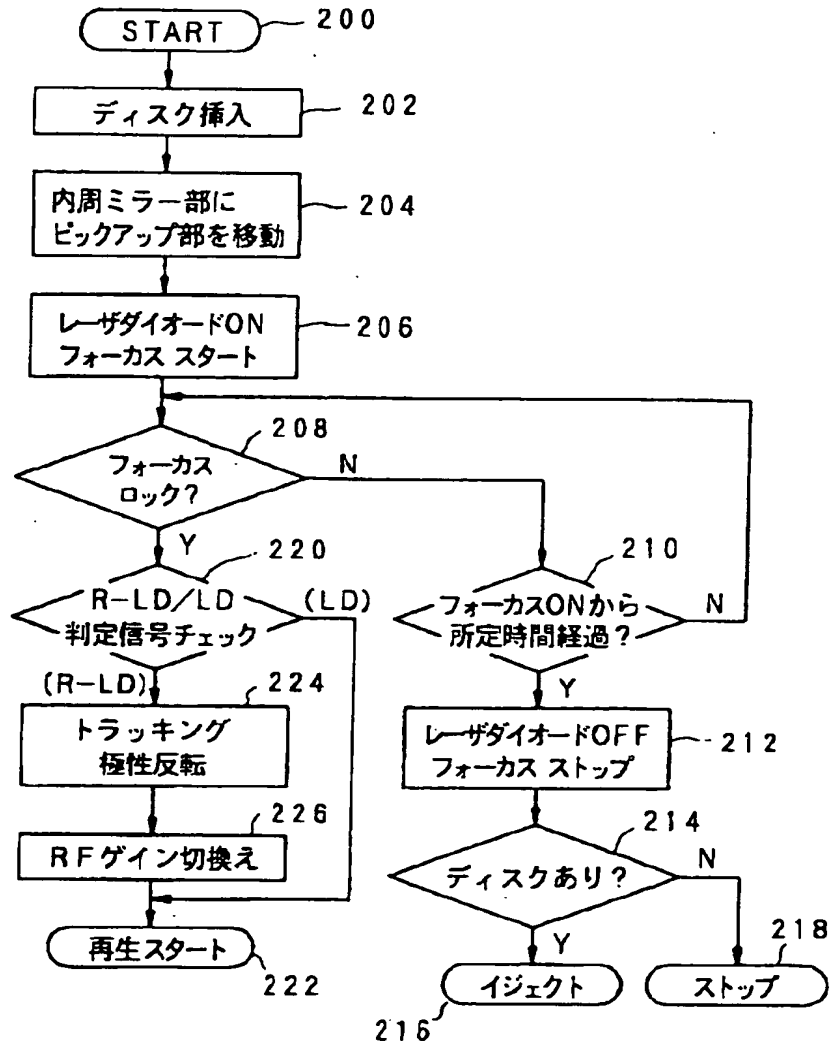 START
200
ディスク挿入
202
内周ミラー部に
ピックアップ部を移動
204
レーザダイオードON
フォーカス スタート
206
208
フォーカス
ロック?
N
Y
220
R-LD/LD
判定信号チェック
(LD)
(R-LD)
224
トラッキング
極性反転
226
RFゲイン切換え
再生スタート
222
210
フォーカスONから
所定時間経過?
N
Y
レーザダイオードOFF
フォーカス ストップ
212
214
ディスクあり?
N
Y
イジェクト
216
218
ストップ